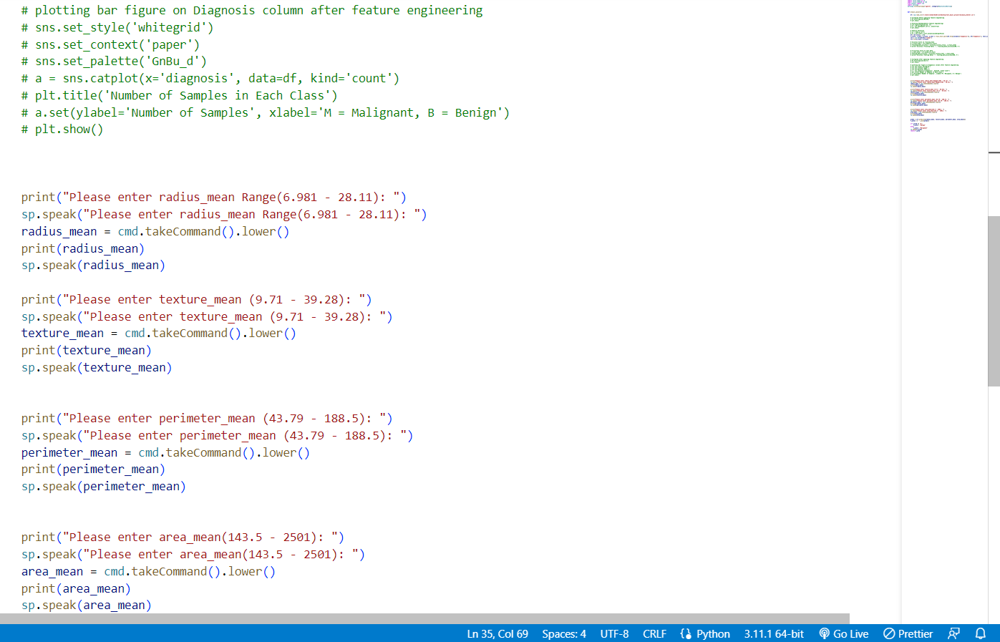 # plotting bar figure on Diagnosis column after feature engineering
# sns.set_style('whitegrid')
# sns.set_context('paper')
# sns.set_palette('GnBu_d')
# a = sns.catplot(x='diagnosis', data=df, kind='count')
# plt.title('Number of Samples in Each Class')
# a.set(ylabel='Number of Samples', xlabel='M = Malignant, B = Benign')
# plt.show()
print("Please enter radius_mean Range(6.981 - 28.11): ")
sp.speak("Please enter radius_mean Range(6.981 - 28.11): ")
radius_mean = cmd.takeCommand().lower()
print(radius_mean)
sp.speak(radius_mean)
print("Please enter texture_mean (9.71 - 39.28): ")
sp.speak("Please enter texture_mean (9.71 - 39.28): ")
texture_mean = cmd.takeCommand().lower()
print(texture_mean)
sp.speak(texture_mean)
print("Please enter perimeter_mean (43.79 - 188.5): ")
sp.speak("Please enter perimeter_mean (43.79 - 188.5): ")
perimeter_mean = cmd.takeCommand().lower()
print(perimeter_mean)
sp.speak(perimeter_mean)
print("Please enter area_mean(143.5 - 2501): ")
sp.speak("Please enter area_mean(143.5 - 2501): ")
area_mean = cmd.takeCommand().lower()
print(area_mean)
sp.speak(area_mean)
Ln 35, Col 69 Spaces: 4 UTF-8 CRLF Python 3.11.1 64-bit Go Live Prettier